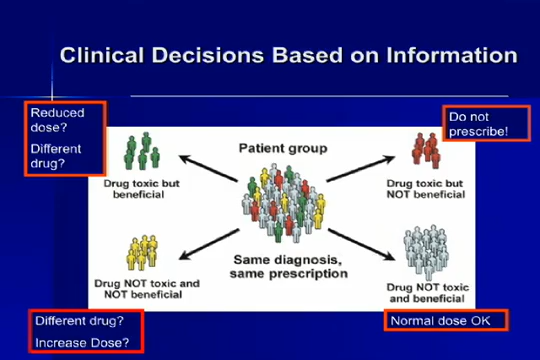 Clinical Decisions Based on Information
Reduced
dose?
Different
drug?
Do not
prescribe!
Patient group
Drug toxic but
beneficial
Drug toxic but
NOT beneficial
Same diagnosis,
same prescription
Drug NOT toxic and
NOT beneficial
Drug NOT toxic
and beneficial
Different drug?
Increase Dose?
Normal dose OK